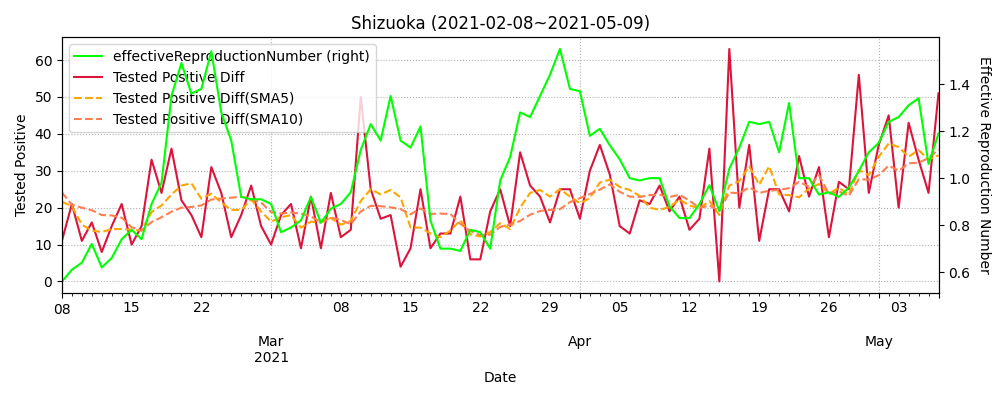 Shizuoka (2021-02-08~2021-05-09)
effectiveReproductionNumber (right)
Tested Positive Diff
Tested Positive Diff(SMA5)
Tested Positive Diff(SMA10)
Tested Positive
60
50
40
30
20
10
0
1.4
1.2
1.0
0.8
0.6
Effective Reproduction Number
08 15 22 08 15 22 29 05 12 19 26 03
Mar Apr May
2021
Date